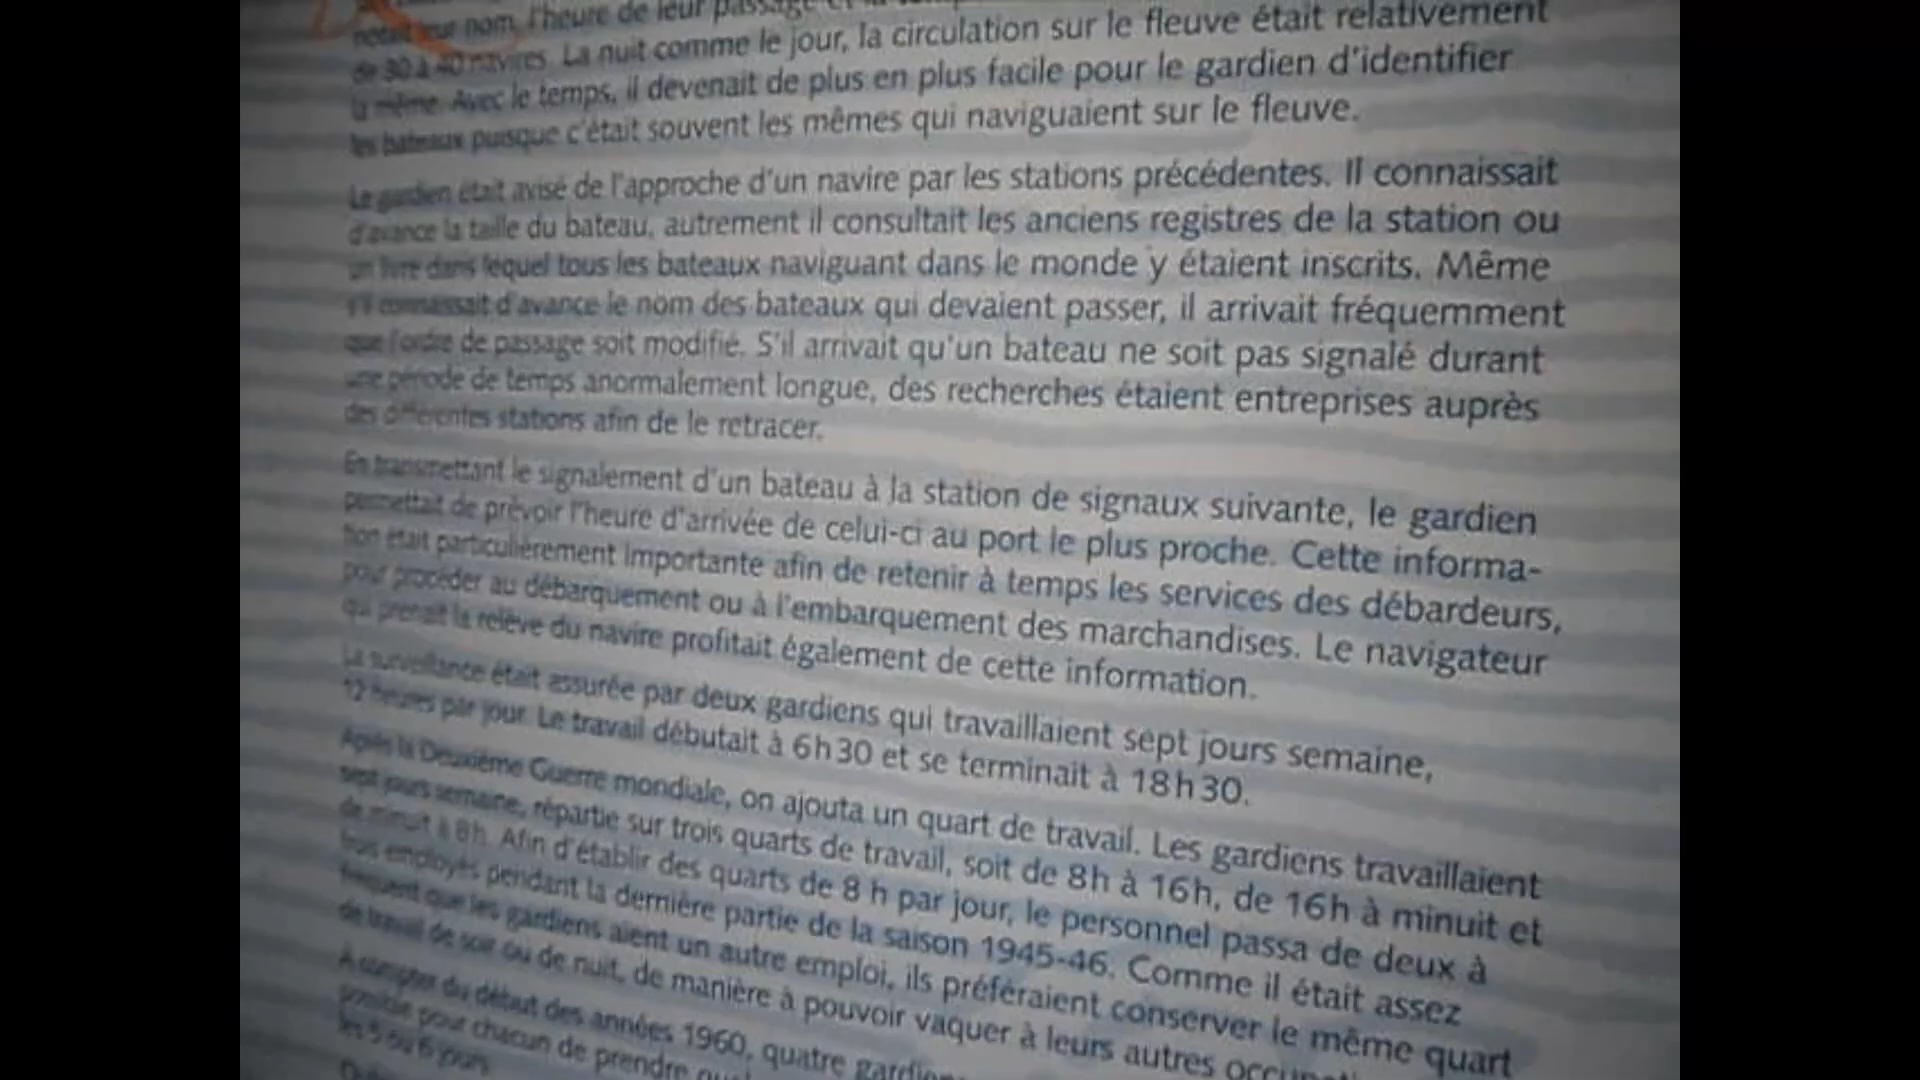 leur nom, l'heure de leur passage et
de 30 à 40 navires. La nuit comme le jour, la circulation sur le fleuve était relativement
la même. Avec le temps, il devenait de plus en plus facile pour le gardien d'identifier
les bateaux puisque c'était souvent les mêmes qui naviguaient sur le fleuve.
Le gardien était avisé de l'approche d'un navire par les stations précédentes. Il connaissait
d'avance la taille du bateau, autrement il consultait les anciens registres de la station ou
un livre dans lequel tous les bateaux naviguant dans le monde y étaient inscrits. Même
s'il connaissait d'avance le nom des bateaux qui devaient passer, il arrivait fréquemment
que l'ordre de passage soit modifié. S'il arrivait qu'un bateau ne soit pas signalé durant
une période de temps anormalement longue, des recherches étaient entreprises auprès
des différentes stations afin de le retracer.
En transmettant le signalement d'un bateau à la station de signaux suivante, le gardien
permettait de prévoir l'heure d'arrivée de celui-ci au port le plus proche. Cette informa-
tion était particulièrement importante afin de retenir à temps les services des débardeurs,
pour procéder au débarquement ou à l'embarquement des marchandises. Le navigateur
qui prenait la relève du navire profitait également de cette information.
La surveillance était assurée par deux gardiens qui travaillaient sept jours semaine,
12 heures par jour. Le travail débutait à 6h30 et se terminait à 18h30.
Après la Deuxième Guerre mondiale, on ajouta un quart de travail. Les gardiens travaillaient
sept jours semaine, répartie sur trois quarts de travail, soit de 8h à 16h, de 16h à minuit et
de minuit à 8h. Afin d'établir des quarts de 8 h par jour, le personnel passa de deux à
trois employés pendant la dernière partie de la saison 1945-46. Comme il était assez
fréquent que les gardiens aient un autre emploi, ils préféraient conserver le même quart
de travail de soir ou de nuit, de manière à pouvoir vaquer à leurs autres
À compter du début des années 1960, quatre
possible pour chacun de prendre
les 5 ou 6 jours.